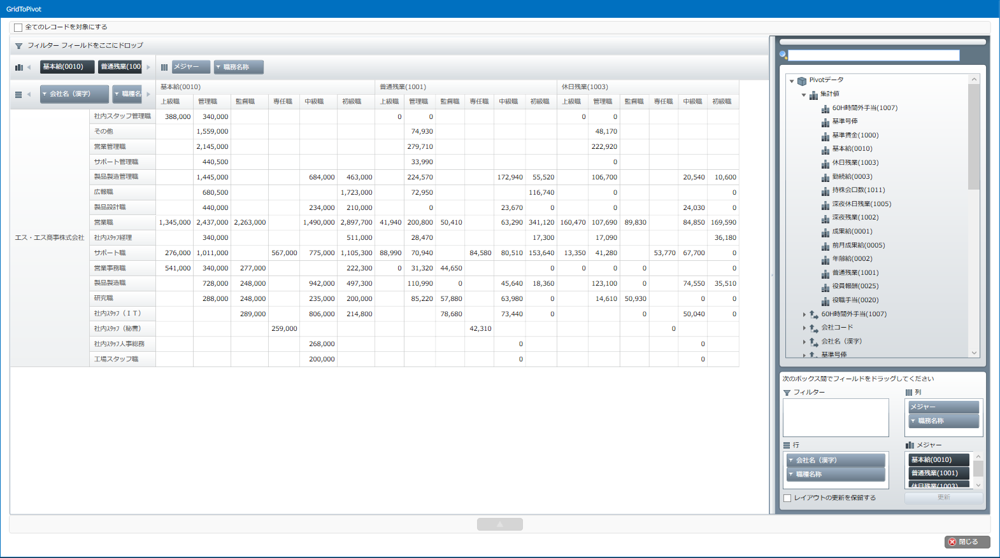 GridToPivot
全てのレコードを対象にする
フィルター フィールドをここにドロップ
基本給(0010) 普通残業(100 メジャー 職務名称
会社名（漢字） 職種名 基本給(0010) 普通残業(1001) 休日残業(1003)
上級職 管理職 監督職 専任職 中級職 初級職 上級職 管理職 監督職 専任職 中級職 初級職 上級職 管理職 監督職 専任職 中級職 初級職
エス・エス商事株式会社
社内スタッフ管理職 388,000 340,000 0 0 0 0
その他 1,559,000 74,930 48,170
営業管理職 2,145,000 279,710 222,920
サポート管理職 440,500 33,990 0
製品製造管理職 1,445,000 684,000 463,000 224,570 172,940 55,520 106,700 20,540 10,600
広報職 680,500 1,723,000 72,950 116,740 0 0
製品設計職 440,000 234,000 210,000 0 23,670 0 0 24,030 0
営業職 1,345,000 2,437,000 2,263,000 1,490,000 2,897,700 41,940 200,800 50,410 63,290 341,120 160,470 107,690 89,830 84,850 169,590
社内ｽﾀｯﾌ経理 340,000 511,000 28,470 17,300 17,090 36,180
サポート職 276,000 1,011,000 567,000 775,000 1,105,300 88,990 70,940 84,580 80,510 153,640 13,350 41,280 53,770 67,700 0
営業事務職 541,000 340,000 277,000 222,300 0 31,320 44,650 0 0 0 0 0
製品製造職 728,000 248,000 942,000 497,300 110,990 0 45,640 18,360 123,100 0 74,550 35,510
研究職 288,000 248,000 235,000 200,000 85,220 57,880 63,980 0 14,610 50,930 0 0
社内ｽﾀｯﾌ（ＩＴ） 289,000 806,000 214,800 78,680 73,440 0 0 50,040 0
社内ｽﾀｯﾌ（秘書） 259,000 42,310 0
社内ｽﾀｯﾌ人事総務 268,000 0 0
工場スタッフ職 200,000 0 0
Pivotデータ
集計値
60H時間外手当(1007)
基準号俸
基準賃金(1000)
基本給(0010)
休日残業(1003)
勤続給(0003)
持株会口数(1011)
深夜休日残業(1005)
深夜残業(1002)
成果給(0001)
前月成果給(0005)
年齢給(0002)
普通残業(1001)
役員報酬(0025)
役職手当(0020)
60H時間外手当(1007)
会社コード
会社名（漢字）
基準号俸
次のボックス間でフィールドをドラッグしてください
フィルター 列
メジャー
職務名称
行 メジャー
会社名（漢字） 基本給(0010)
職種名称 普通残業(1001)
休日残業(1003)
レイアウトの更新を保留する 更新
閉じる